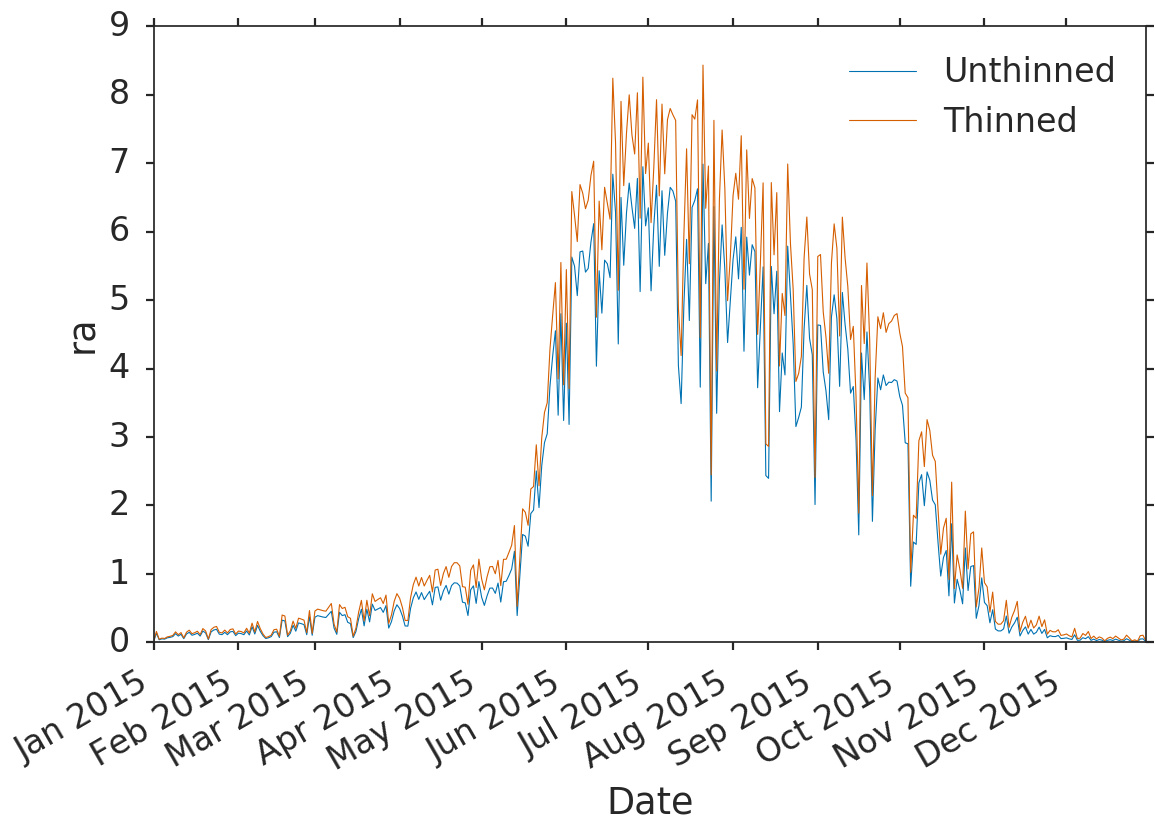 9
8
7
6
5
4
3
2
1
0
ra
Unthinned
Thinned
Jan 2015
Feb 2015
Mar 2015
Apr 2015
May 2015
Jun 2015
Jul 2015
Aug 2015
Sep 2015
Oct 2015
Nov 2015
Dec 2015
Date